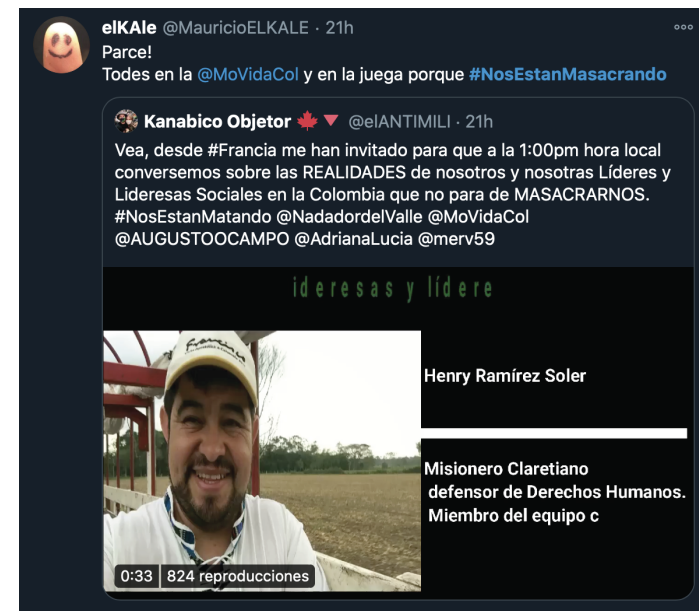 elKAle @MauricioELKALE · 21h
Parce!
Todes en la @MoVidaCol y en la juega porque #NosEstanMasacrando
Kanabico Objetor 🍁🔻 @elANTIMILI · 21h
Vea, desde #Francia me han invitado para que a la 1:00pm hora local
conversemos sobre las REALIDADES de nosotros y nosotras Líderes y
Lideresas Sociales en la Colombia que no para de MASACRARNOS.
#NosEstanMatando @NadadordelValle @MoVidaCol
@AUGUSTOOCAMPO @AdrianaLucia @merv59
ideresas y lídere
Francisco
Henry Ramírez Soler
Misionero Claretiano
defensor de Derechos Humanos.
Miembro del equipo c
0:33 824 reproducciones